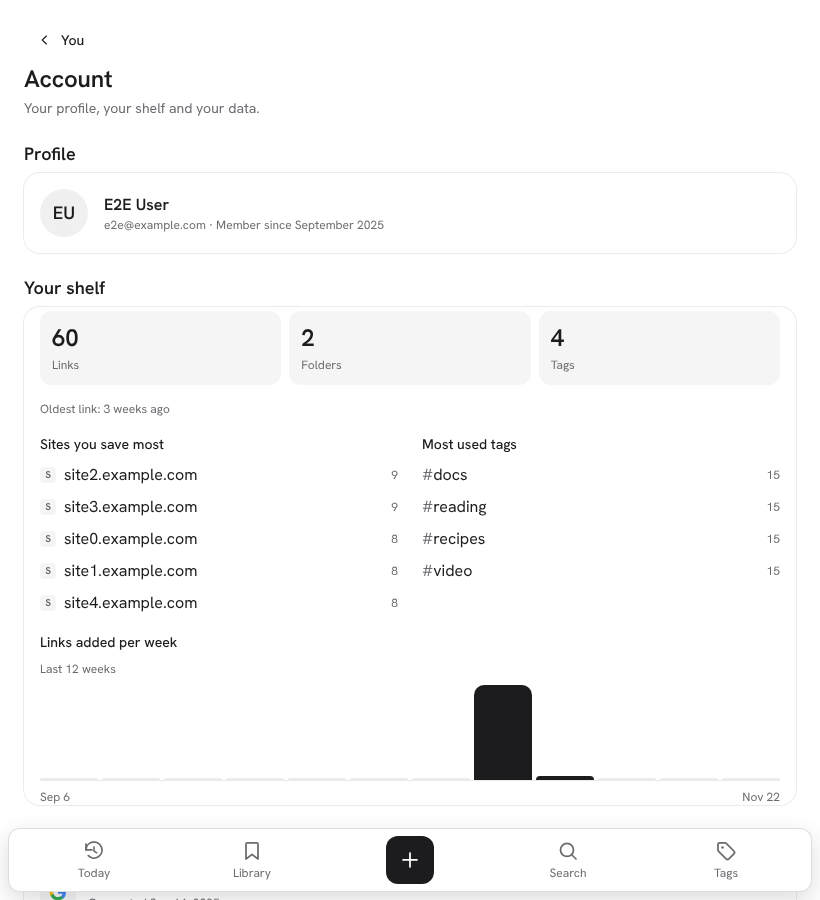 You
Account
Your profile, your shelf and your data.
Profile
EU
E2E User
e2e@example.com · Member since September 2025
Your shelf
60
Links
2
Folders
4
Tags
Oldest link: 3 weeks ago
Sites you save most
S site2.example.com 9
S site3.example.com 9
S site0.example.com 8
S site1.example.com 8
S site4.example.com 8
Most used tags
#docs 15
#reading 15
#recipes 15
#video 15
Links added per week
Last 12 weeks
Sep 6
Nov 22
Today
Library
Search
Tags